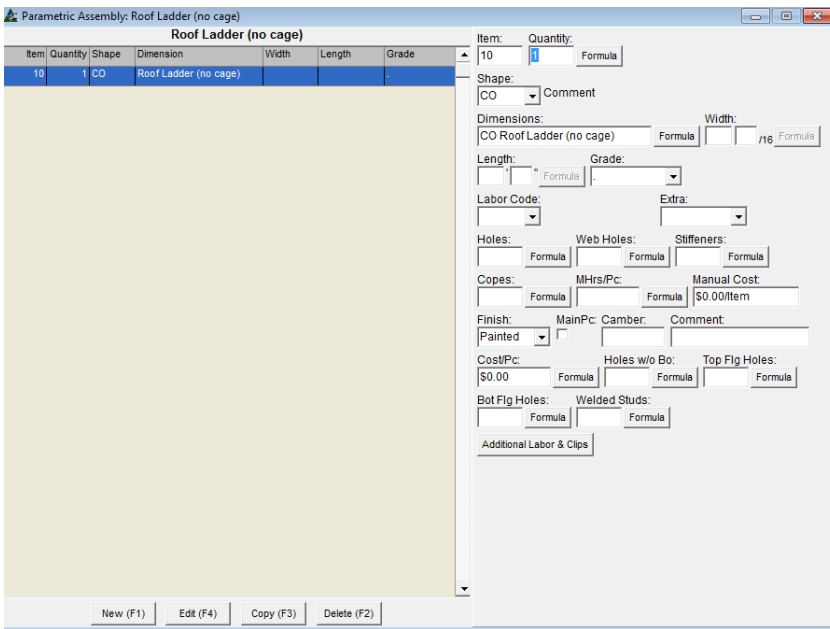 Parametric Assembly: Roof Ladder (no cage)
Roof Ladder (no cage)
Item Quantity Shape Dimension Width Length Grade
10 1 CO Roof Ladder (no cage) .
Item: Quantity:
10 1 Formula
Shape:
CO Comment
Dimensions: Width:
CO Roof Ladder (no cage) Formula /16 Formula
Length: Grade:
' " Formula .
Labor Code: Extra:
Holes: Web Holes: Stiffeners:
Formula Formula Formula
Copes: MHrs/Pc: Manual Cost:
Formula Formula $0.00/Item
Finish: MainPc: Camber: Comment:
Painted
Cost/Pc: Holes w/o Bo: Top Flg Holes:
$0.00 Formula Formula Formula
Bot Flg Holes: Welded Studs:
Formula Formula
Additional Labor & Clips
New (F1) Edit (F4) Copy (F3) Delete (F2)